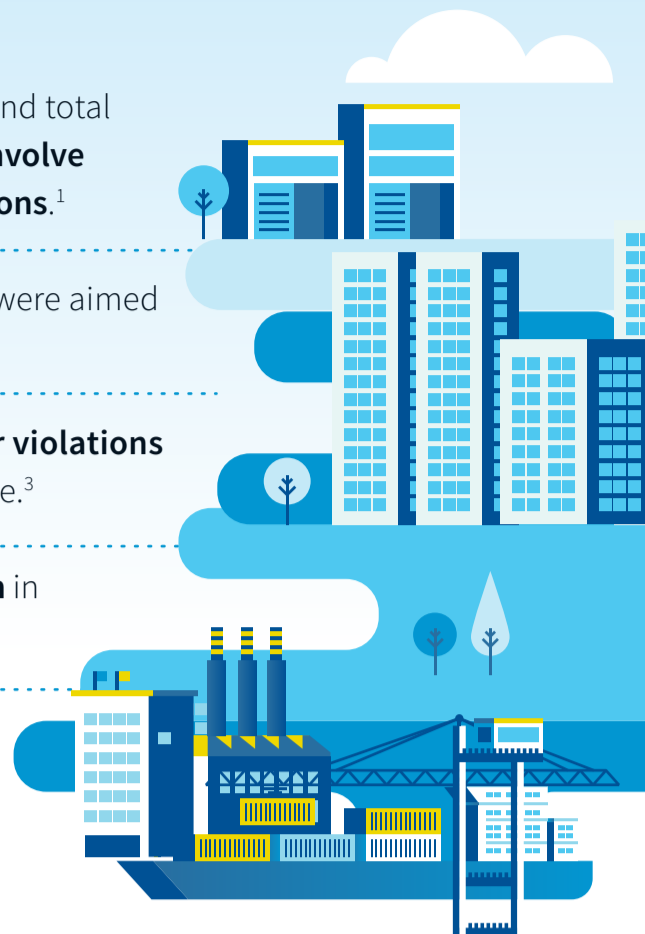 nd total
nvolve
ons.¹
were aimed
r violations
e.³
n in